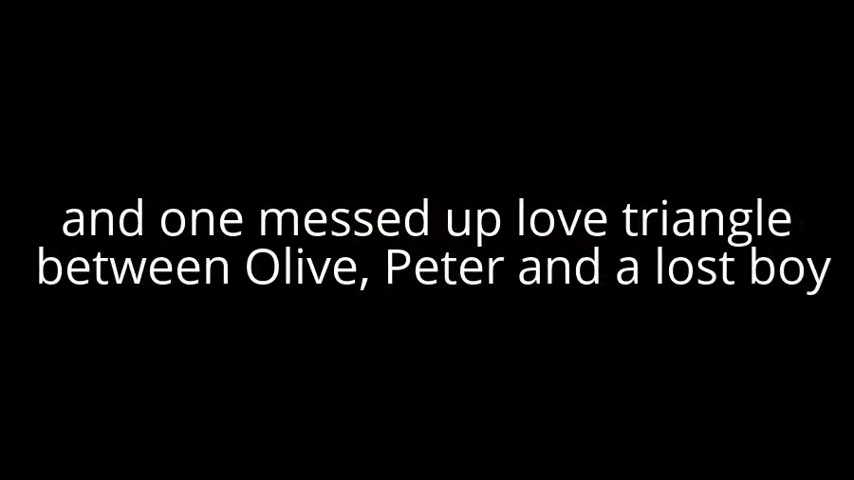 and one messed up love triangle
between Olive, Peter and a lost boy